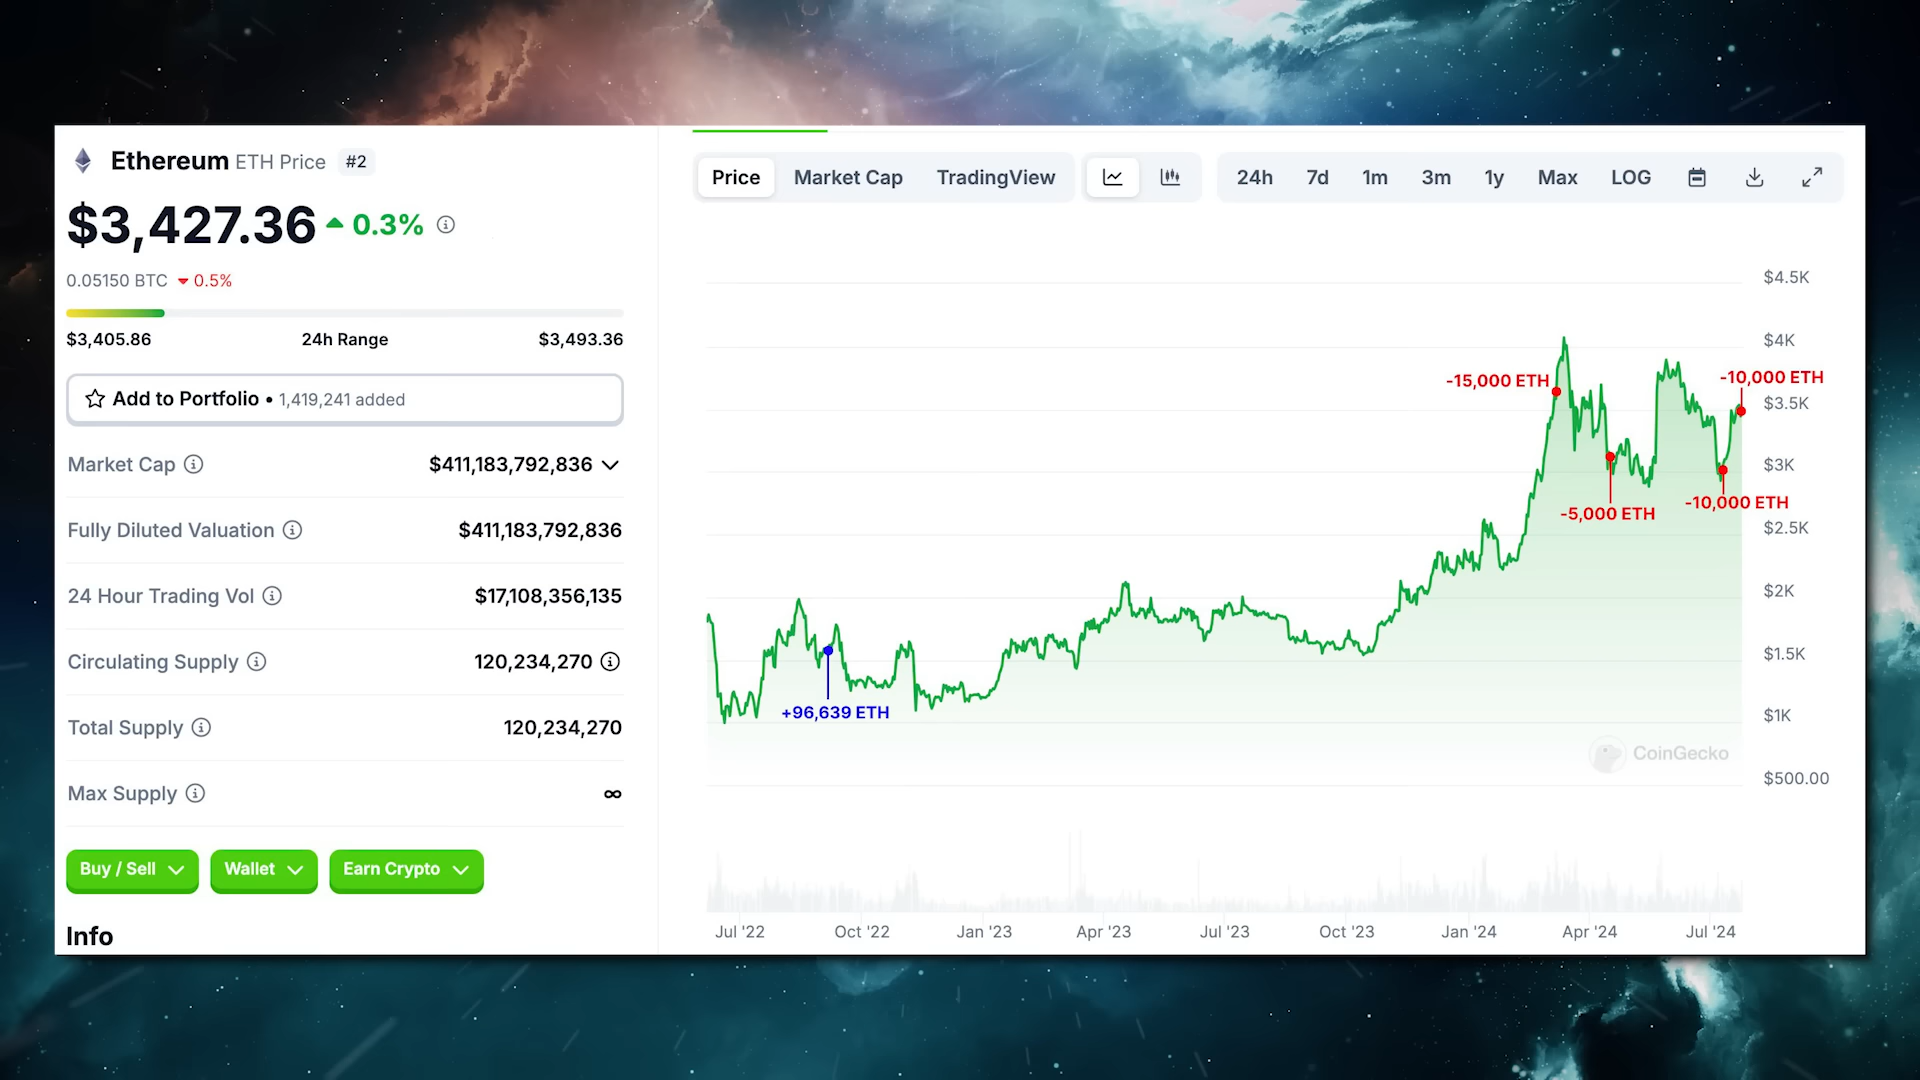 Ethereum ETH Price #2
$3,427.36 0.3%
0.05150 BTC 0.5%
$3,405.86 24h Range $3,493.36
Add to Portfolio • 1,419,241 added
Market Cap $411,183,792,836
Fully Diluted Valuation $411,183,792,836
24 Hour Trading Vol $17,108,356,135
Circulating Supply 120,234,270
Total Supply 120,234,270
Max Supply ∞
Buy / Sell Wallet Earn Crypto
Info
Price Market Cap TradingView 24h 7d 1m 3m 1y Max LOG
$4.5K
$4K
-15,000 ETH
-10,000 ETH
$3.5K
$3K
-10,000 ETH
-5,000 ETH
$2.5K
$2K
$1.5K
+96,639 ETH
$1K
CoinGecko
$500.00
Jul '22 Oct '22 Jan '23 Apr '23 Jul '23 Oct '23 Jan '24 Apr '24 Jul '24